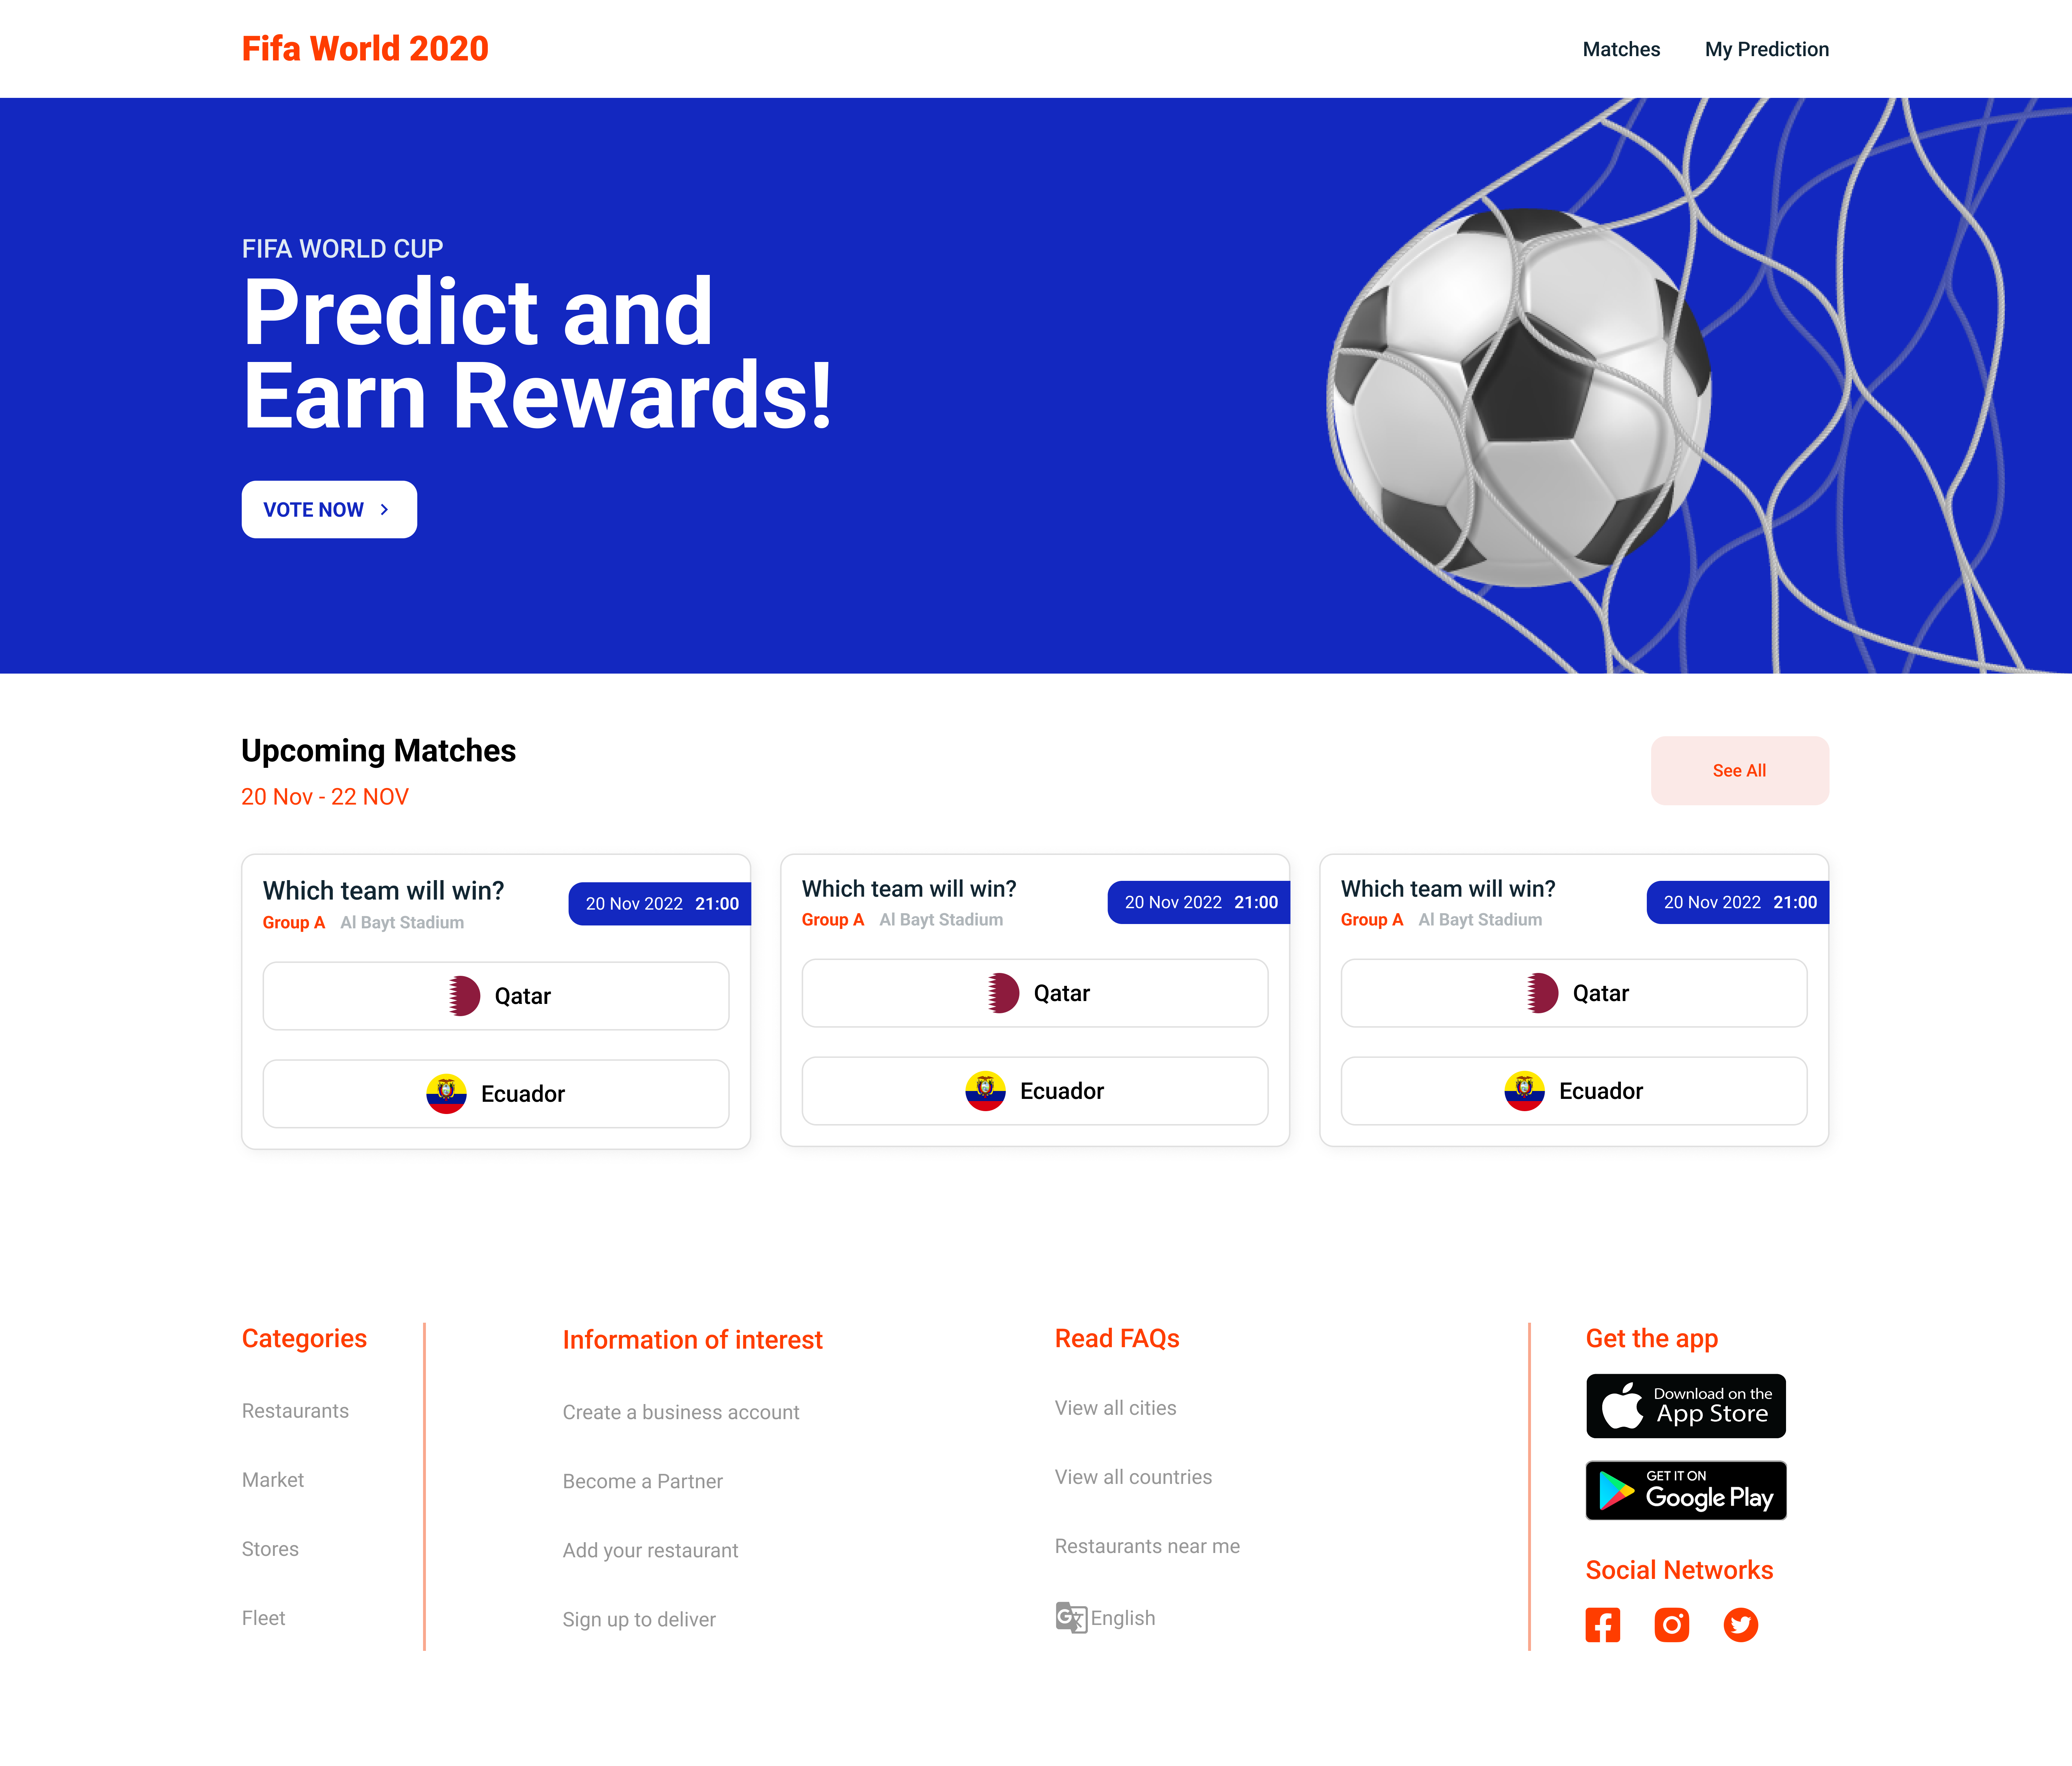 Fifa World 2020
Matches
My Prediction
FIFA WORLD CUP
Predict and
Earn Rewards!
VOTE NOW
Upcoming Matches
20 Nov - 22 NOV
See All
Which team will win?
Group A Al Bayt Stadium
20 Nov 2022 21:00
Qatar
Ecuador
Which team will win?
Group A Al Bayt Stadium
20 Nov 2022 21:00
Qatar
Ecuador
Which team will win?
Group A Al Bayt Stadium
20 Nov 2022 21:00
Qatar
Ecuador
Categories
Restaurants
Market
Stores
Fleet
Information of interest
Create a business account
Become a Partner
Add your restaurant
Sign up to deliver
Read FAQs
View all cities
View all countries
Restaurants near me
English
Get the app
Download on the
App Store
GET IT ON
Google Play
Social Networks